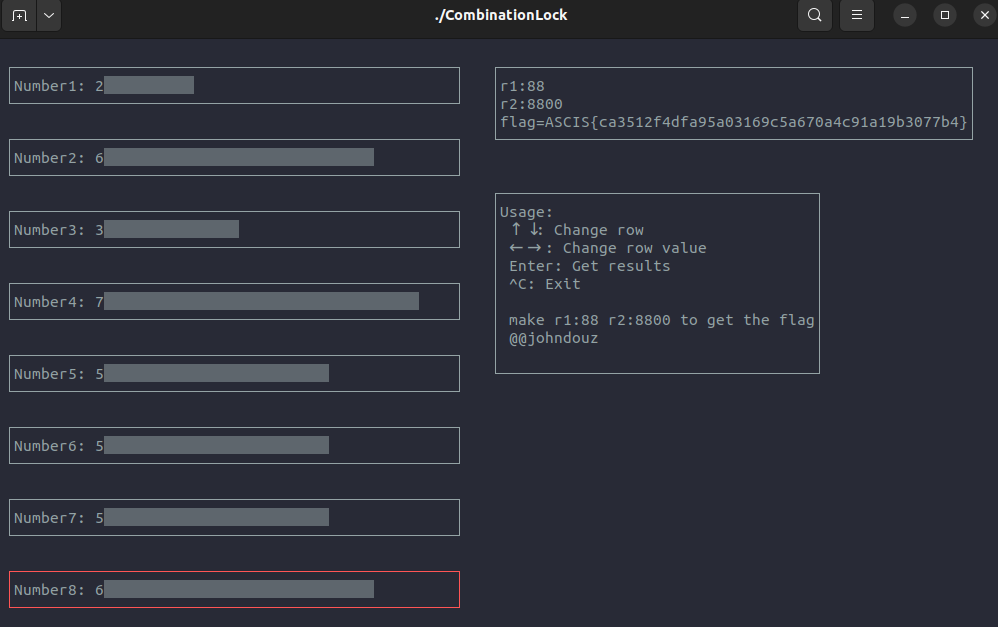 ./CombinationLock
Number1: 2
Number2: 6
Number3: 3
Number4: 7
Number5: 5
Number6: 5
Number7: 5
Number8: 6
r1:88
r2:8800
flag=ASCIS{ca3512f4dfa95a03169c5a670a4c91a19b3077b4}
Usage:
↑ ↓: Change row
←→: Change row value
Enter: Get results
^C: Exit
make r1:88 r2:8800 to get the flag
@@johndouz